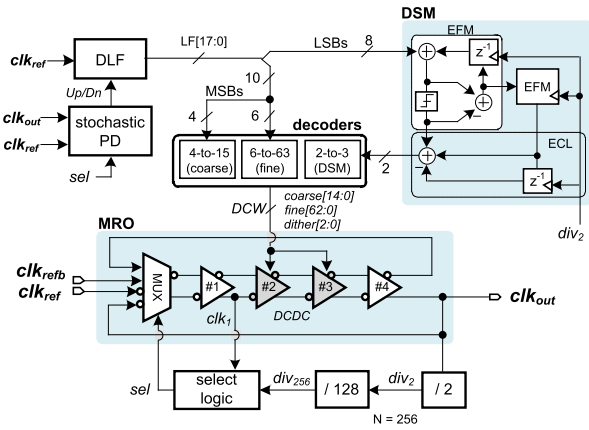 DSM
clk_ref
DLF
LF[17:0]
LSBs
8
EFM
z^-1
Up/Dn
10
MSBs
4
6
EFM
clk_out
clk_ref
stochastic
PD
decoders
4-to-15
(coarse)
6-to-63
(fine)
2-to-3
(DSM)
2
ECL
z^-1
sel
DCW
coarse[14:0]
fine[62:0]
dither[2:0]
div_2
MRO
clk_refb
clk_ref
MUX
#1
#2
#3
#4
clk_out
clk_1
DCDC
sel
select
logic
div_256
/ 128
div_2
/ 2
N = 256